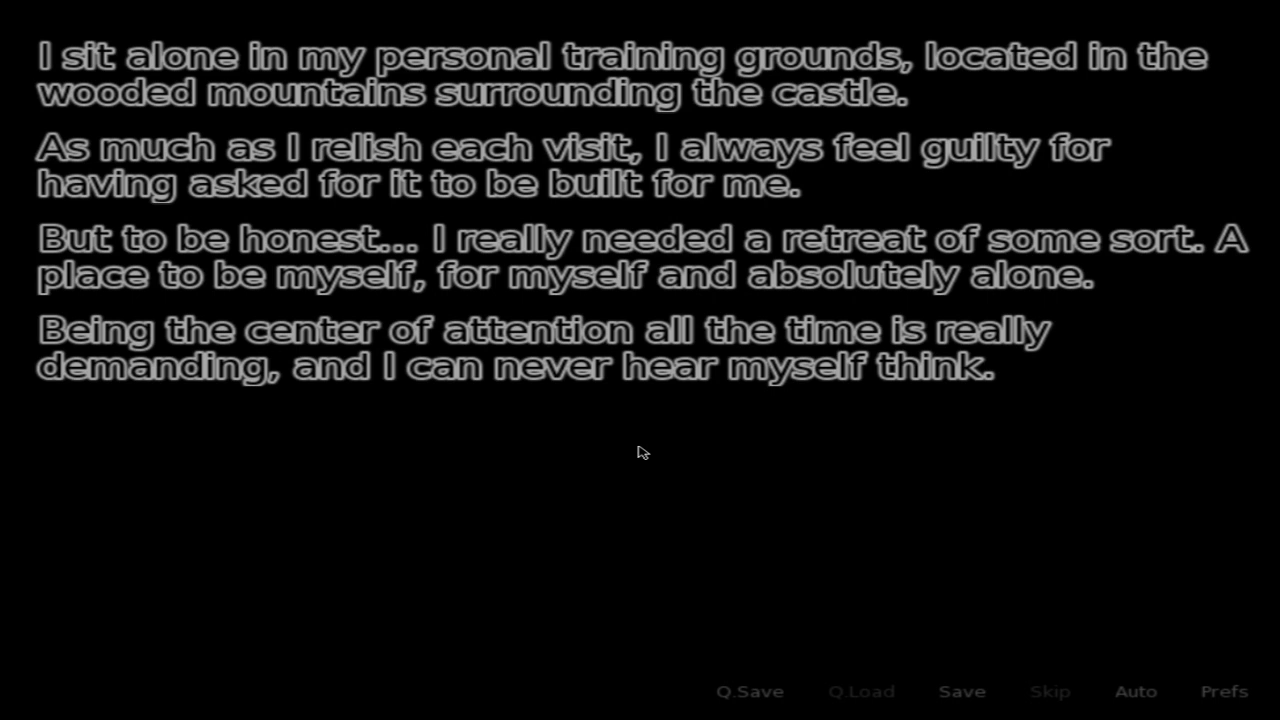 I sit alone in my personal training grounds, located in the
wooded mountains surrounding the castle.
As much as I relish each visit, I always feel guilty for
having asked for it to be built for me.
But to be honest... I really needed a retreat of some sort. A
place to be myself, for myself and absolutely alone.
Being the center of attention all the time is really
demanding, and I can never hear myself think.
Q.Save Q.Load Save Skip Auto Prefs